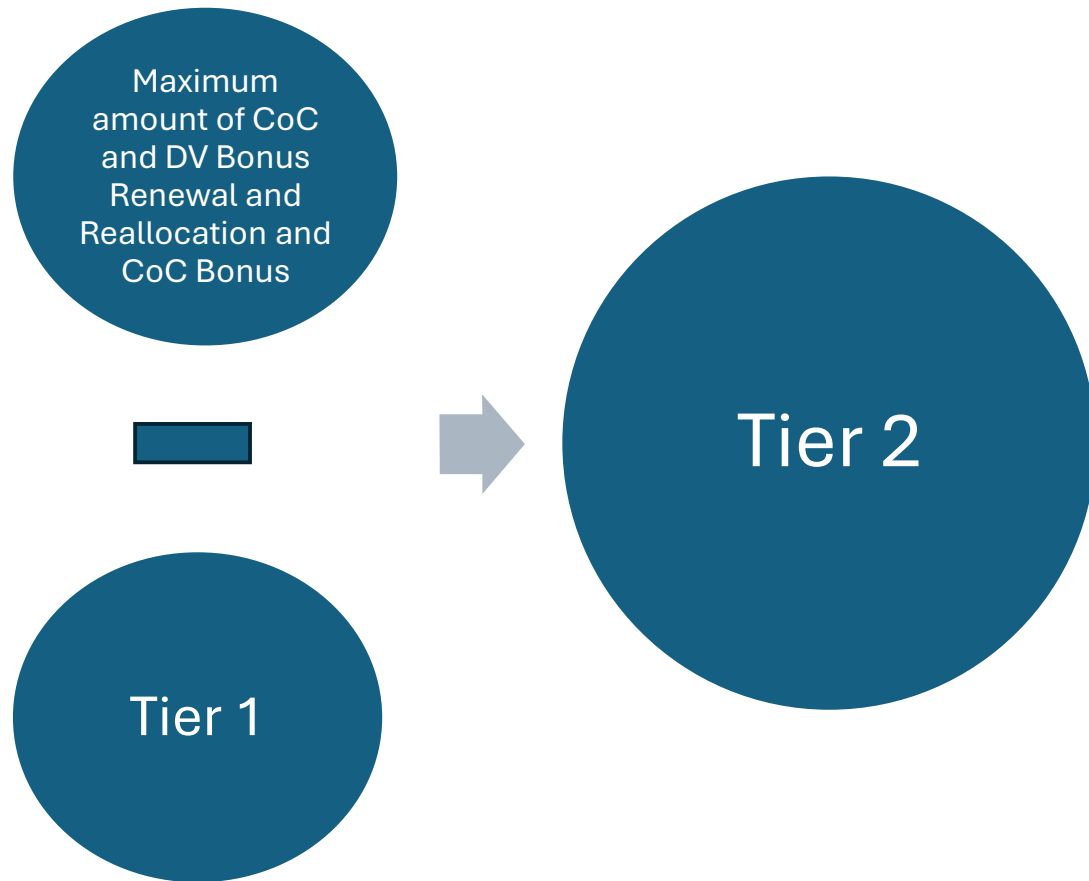 Maximum
amount of CoC
and DV Bonus
Renewal and
Reallocation and
CoC Bonus
Tier 2
Tier 1